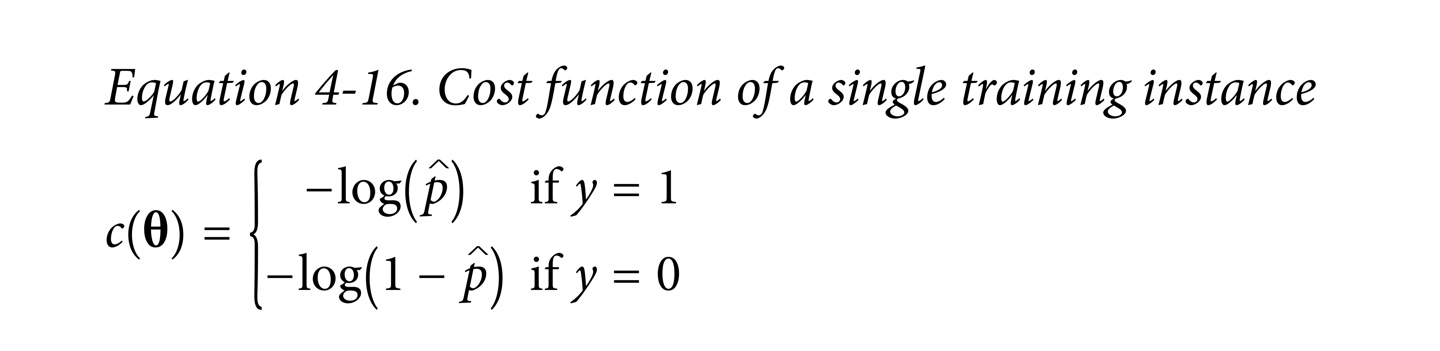 Equation 4-16. Cost function of a single training instance
c(θ) = { −log(p̂) if y = 1
−log(1 − p̂) if y = 0